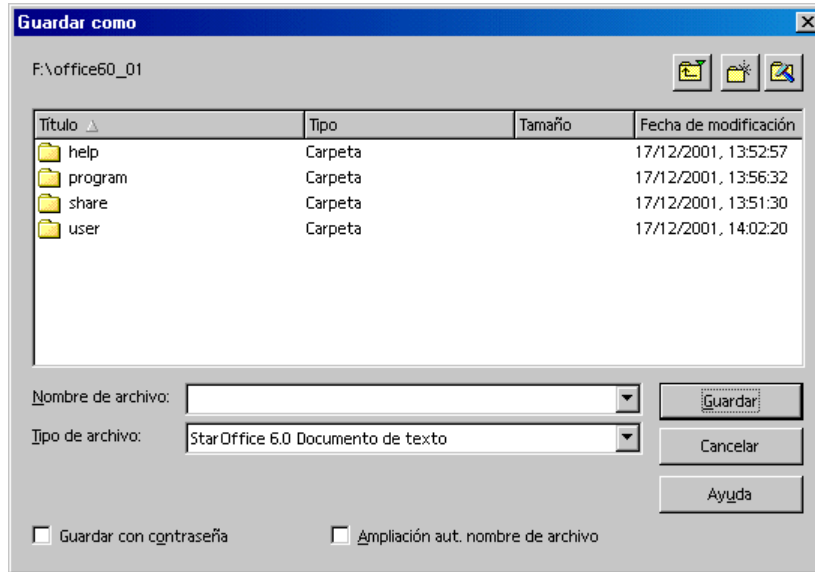 Guardar como
F:\office60_01
Título Tipo Tamaño Fecha de modificación
help Carpeta 17/12/2001, 13:52:57
program Carpeta 17/12/2001, 13:56:32
share Carpeta 17/12/2001, 13:51:30
user Carpeta 17/12/2001, 14:02:20
Nombre de archivo: Guardar
Tipo de archivo: StarOffice 6.0 Documento de texto
Cancelar
Ayuda
Guardar con contraseña Ampliación aut. nombre de archivo